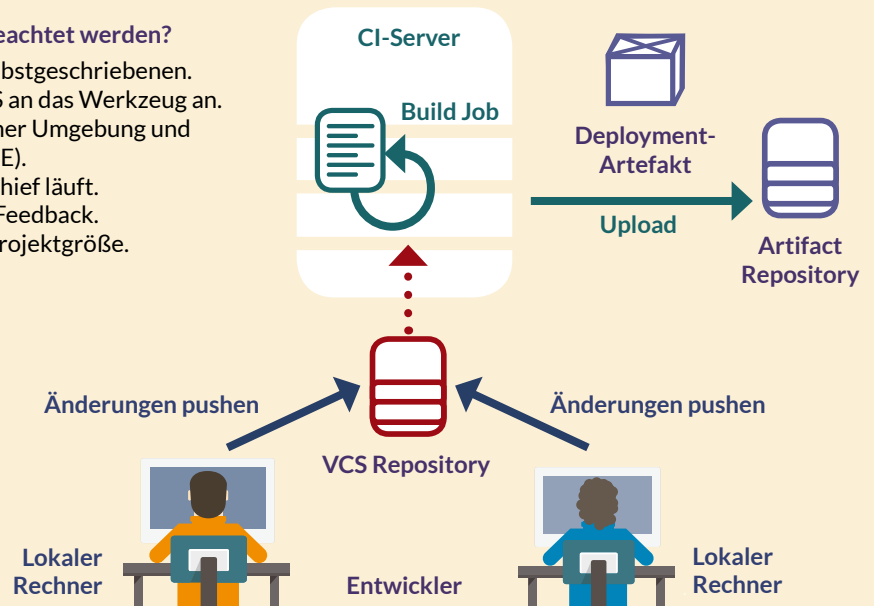 eachtet werden?
bstgeschriebenen.
S an das Werkzeug an.
ner Umgebung und
E).
hief läuft.
Feedback.
rojektgröße.
CI-Server
Build Job
Deployment-
Artefakt
Upload
Artifact
Repository
Änderungen pushen
Änderungen pushen
VCS Repository
Lokaler
Rechner
Entwickler
Lokaler
Rechner